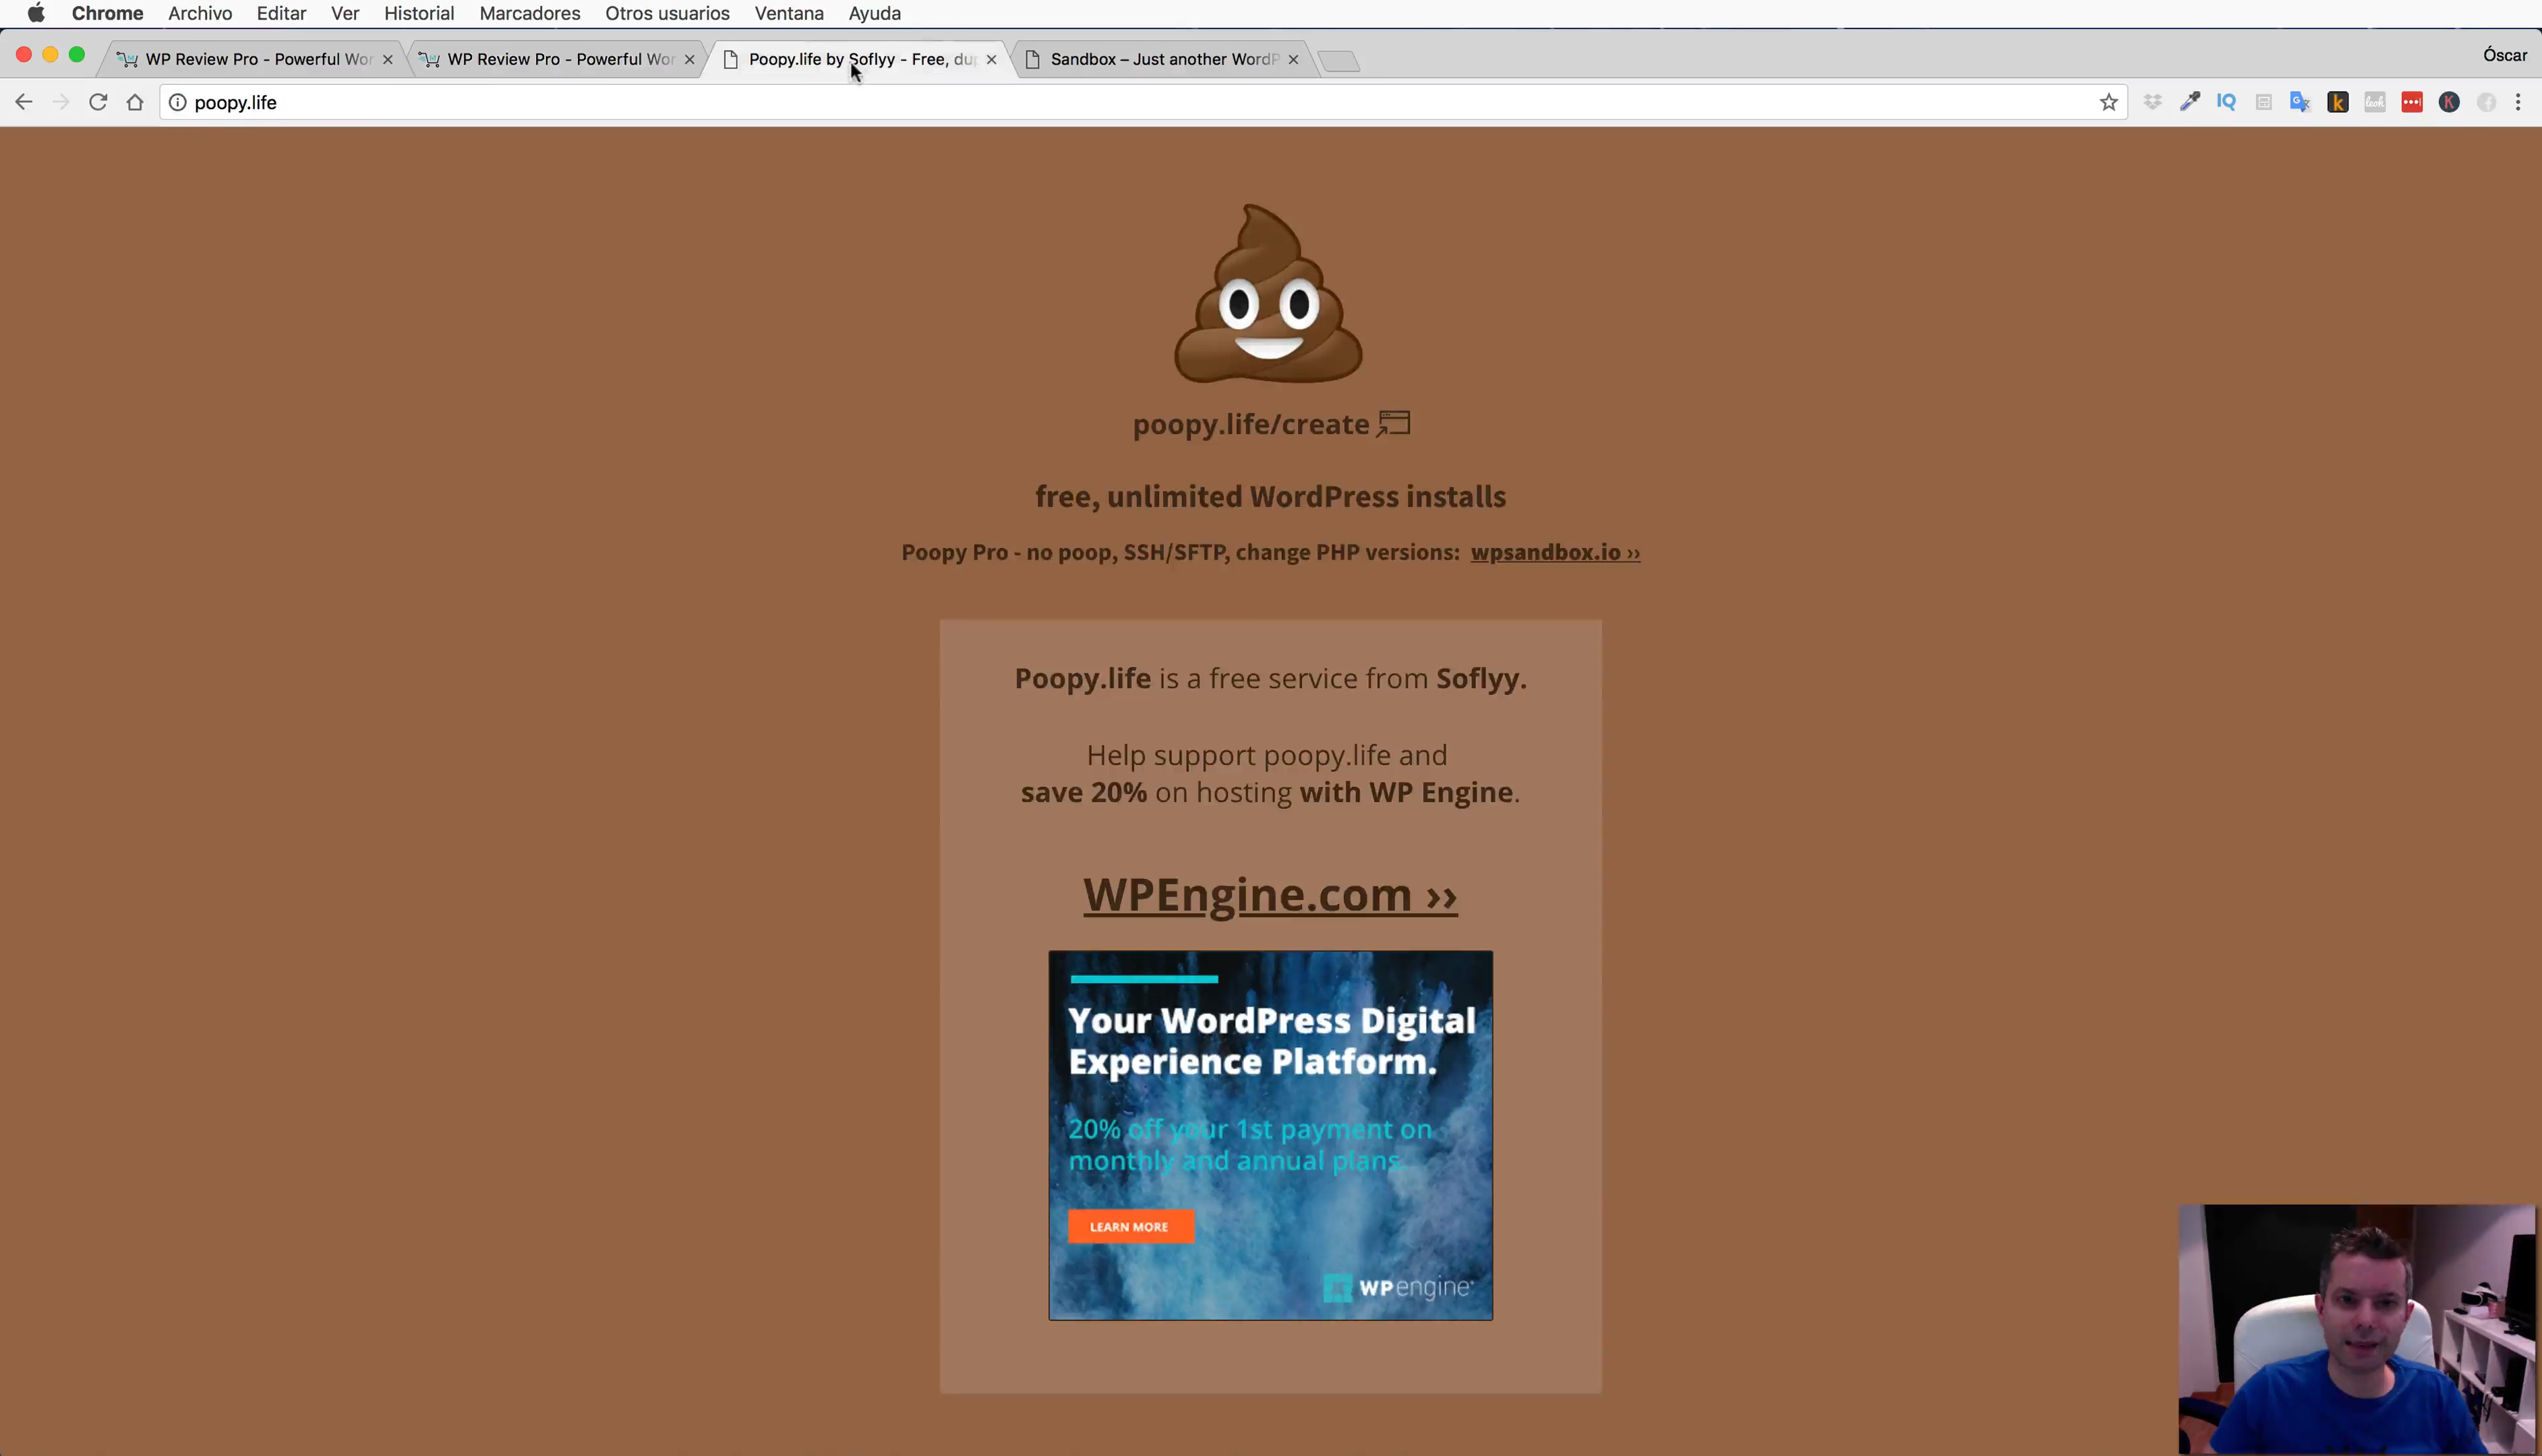 Chrome Archivo Editar Ver Historial Marcadores Otros usuarios Ventana Ayuda
WP Review Pro - Powerful Wor
WP Review Pro - Powerful Wor
Poopy.life by Soflyy - Free, dup
Sandbox – Just another WordP
Óscar
poopy.life
IQ
k
K
poopy.life/create
free, unlimited WordPress installs
Poopy Pro - no poop, SSH/SFTP, change PHP versions: wpsandbox.io ››
Poopy.life is a free service from Soflyy.
Help support poopy.life and
save 20% on hosting with WP Engine.
WPEngine.com ››
Your WordPress Digital
Experience Platform.
20% off your 1st payment on
monthly and annual plans.
LEARN MORE
WP engine